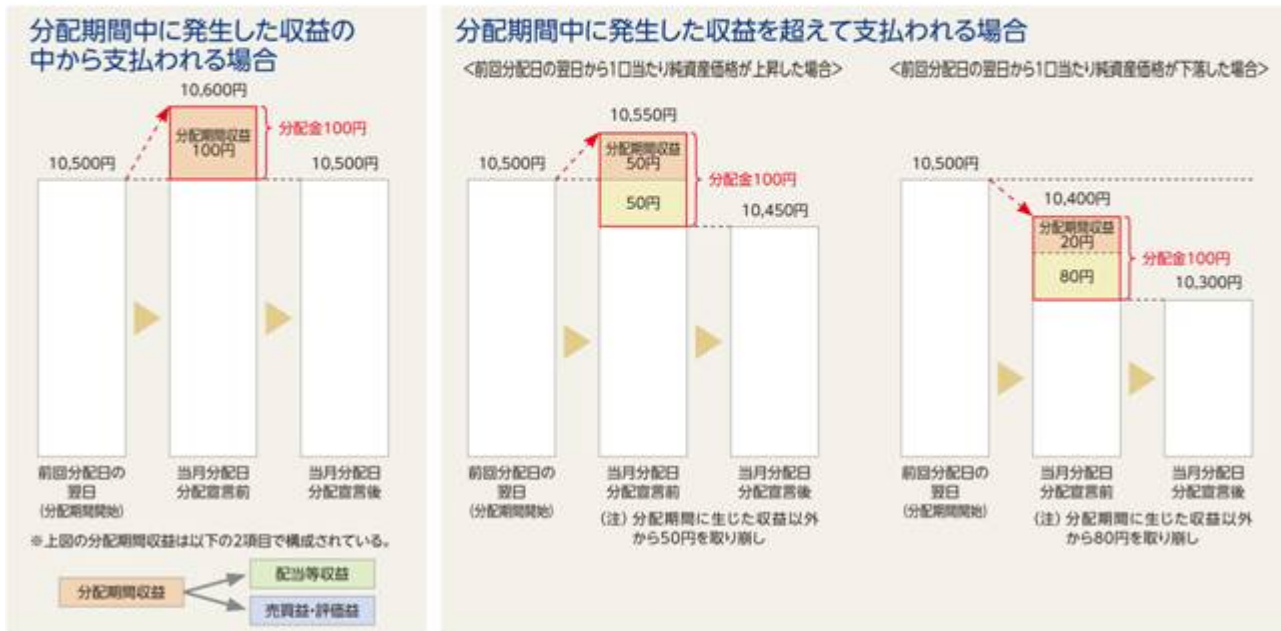 分配期間中に発生した収益の
中から支払われる場合
10,600円
分配期間収益
100円
分配金100円
10,500円
10,500円
前回分配日の
翌日
(分配期間開始)
当月分配日
分配宣言前
当月分配日
分配宣言後
※上図の分配期間収益は以下の2項目で構成されている。
分配期間収益
配当等収益
売買益・評価益
分配期間中に発生した収益を超えて支払われる場合
<前回分配日の翌日から1口当たり純資産価格が上昇した場合>
10,550円
10,500円
分配期間収益
50円
50円
分配金100円
10,450円
前回分配日の
翌日
(分配期間開始)
当月分配日
分配宣言前
当月分配日
分配宣言後
(注)分配期間に生じた収益以外
から50円を取り崩し
<前回分配日の翌日から1口当たり純資産価格が下落した場合>
10,500円
10,400円
分配期間収益
20円
80円
分配金100円
10,300円
前回分配日の
翌日
(分配期間開始)
当月分配日
分配宣言前
当月分配日
分配宣言後
(注)分配期間に生じた収益以外
から80円を取り崩し